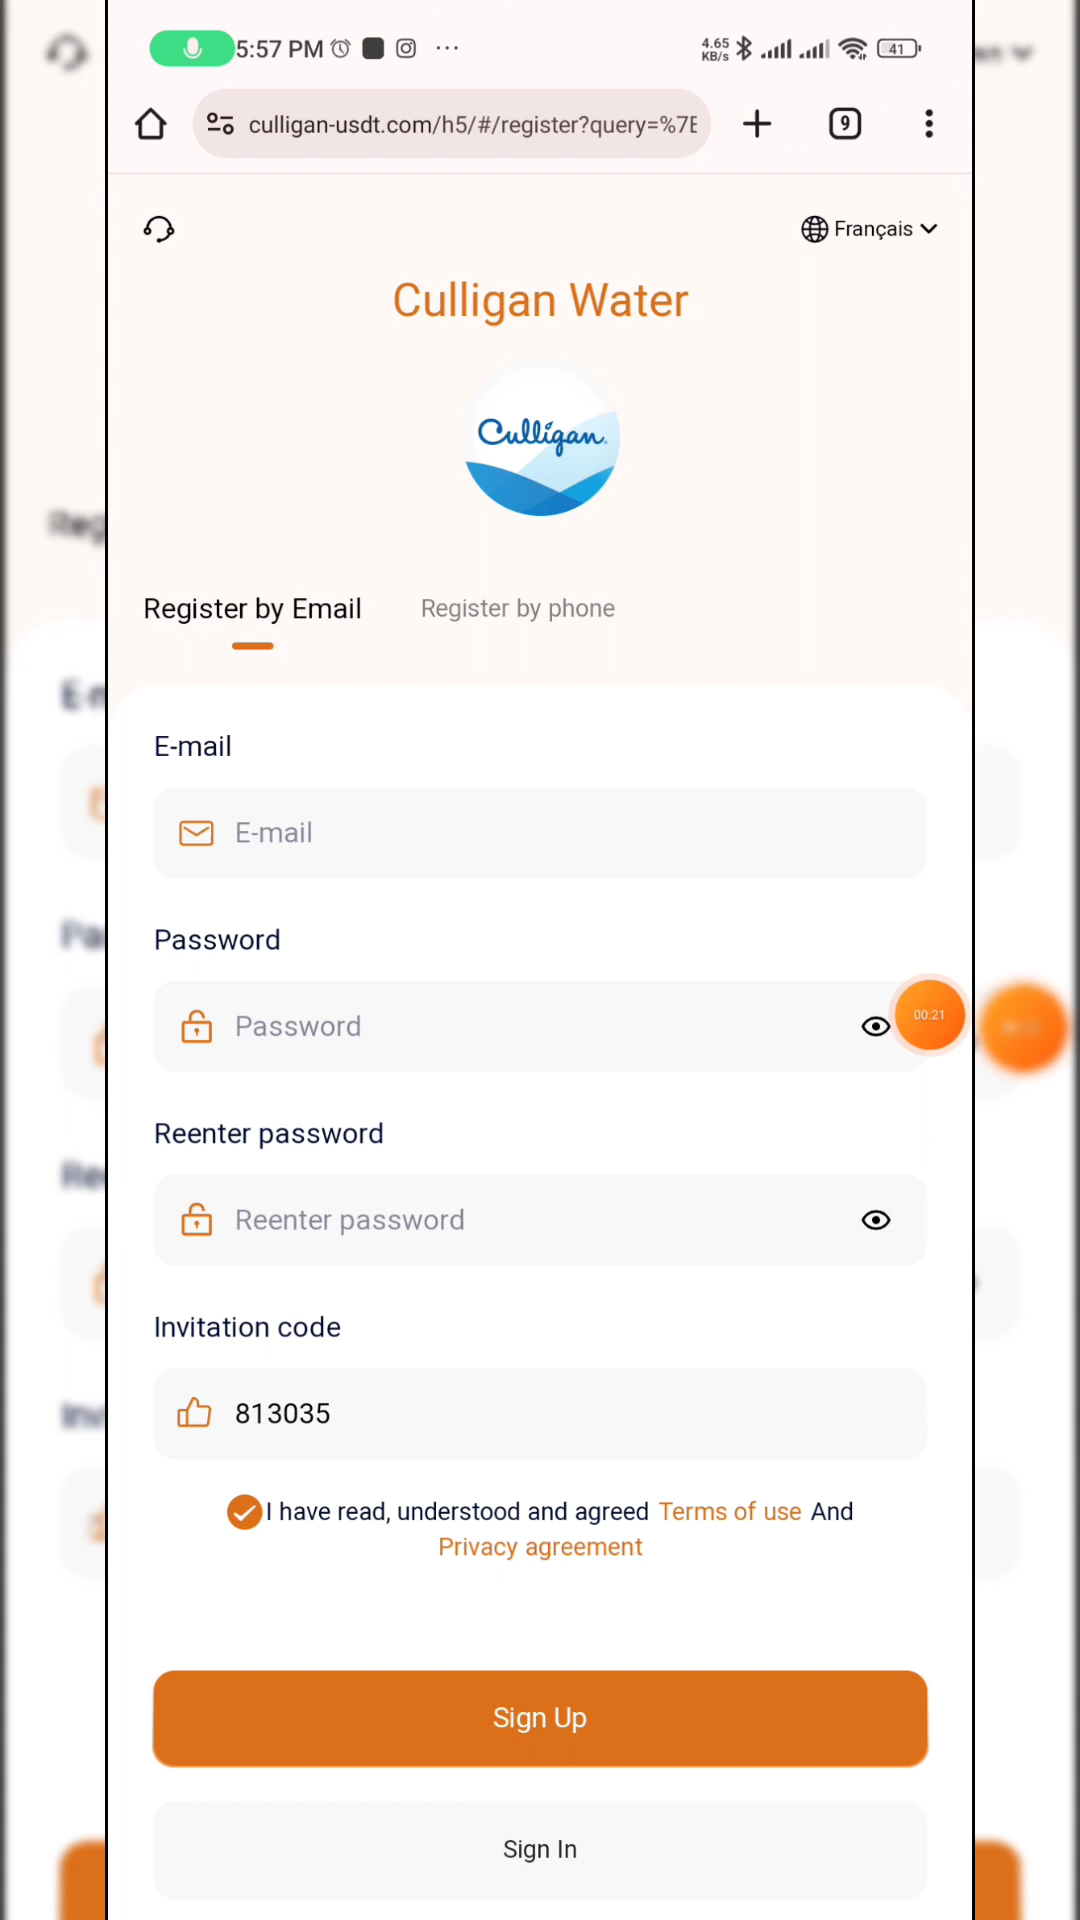 5:57 PM ···
4.65
KB/s
41
culligan-usdt.com/h5/#/register?query=%7E
9
Français
Culligan Water
Culligan.
Register by Email
Register by phone
E-mail
E-mail
Password
Password
00:21
Reenter password
Reenter password
Invitation code
813035
I have read, understood and agreed Terms of use And
Privacy agreement
Sign Up
Sign In